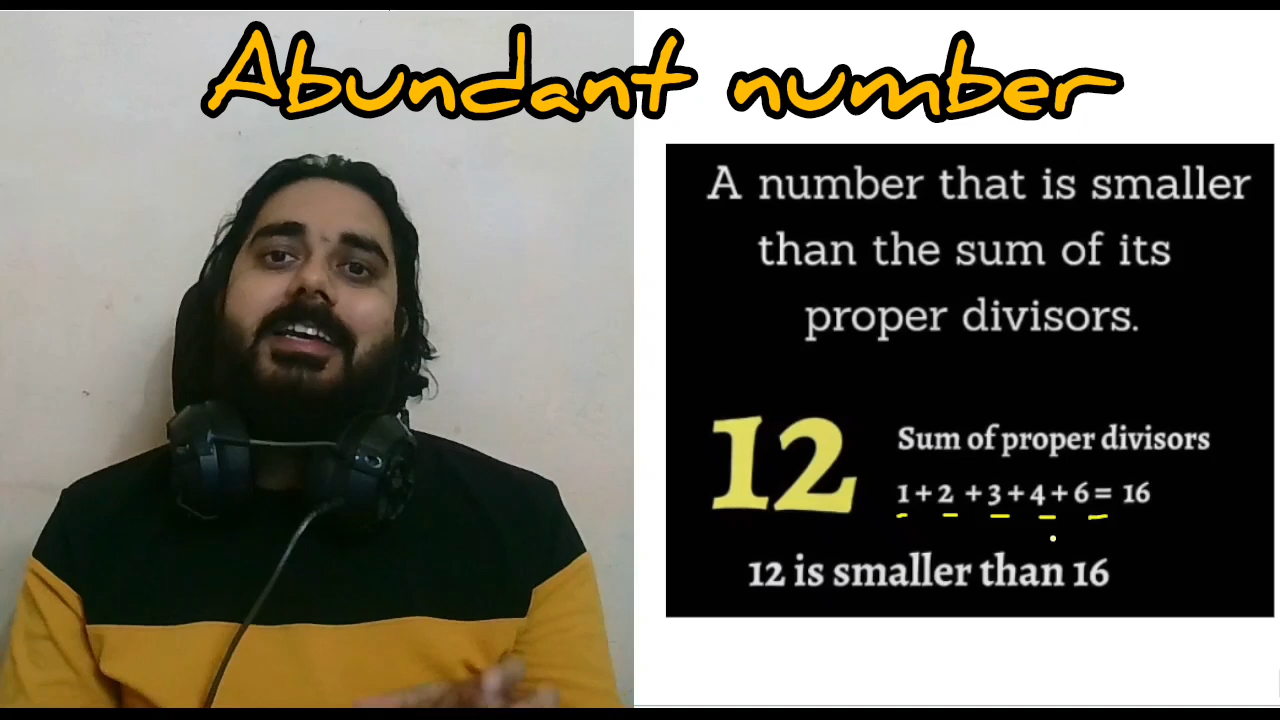 Abundant number
A number that is smaller
than the sum of its
proper divisors.
12
Sum of proper divisors
1 + 2 + 3 + 4 + 6 = 16
12 is smaller than 16